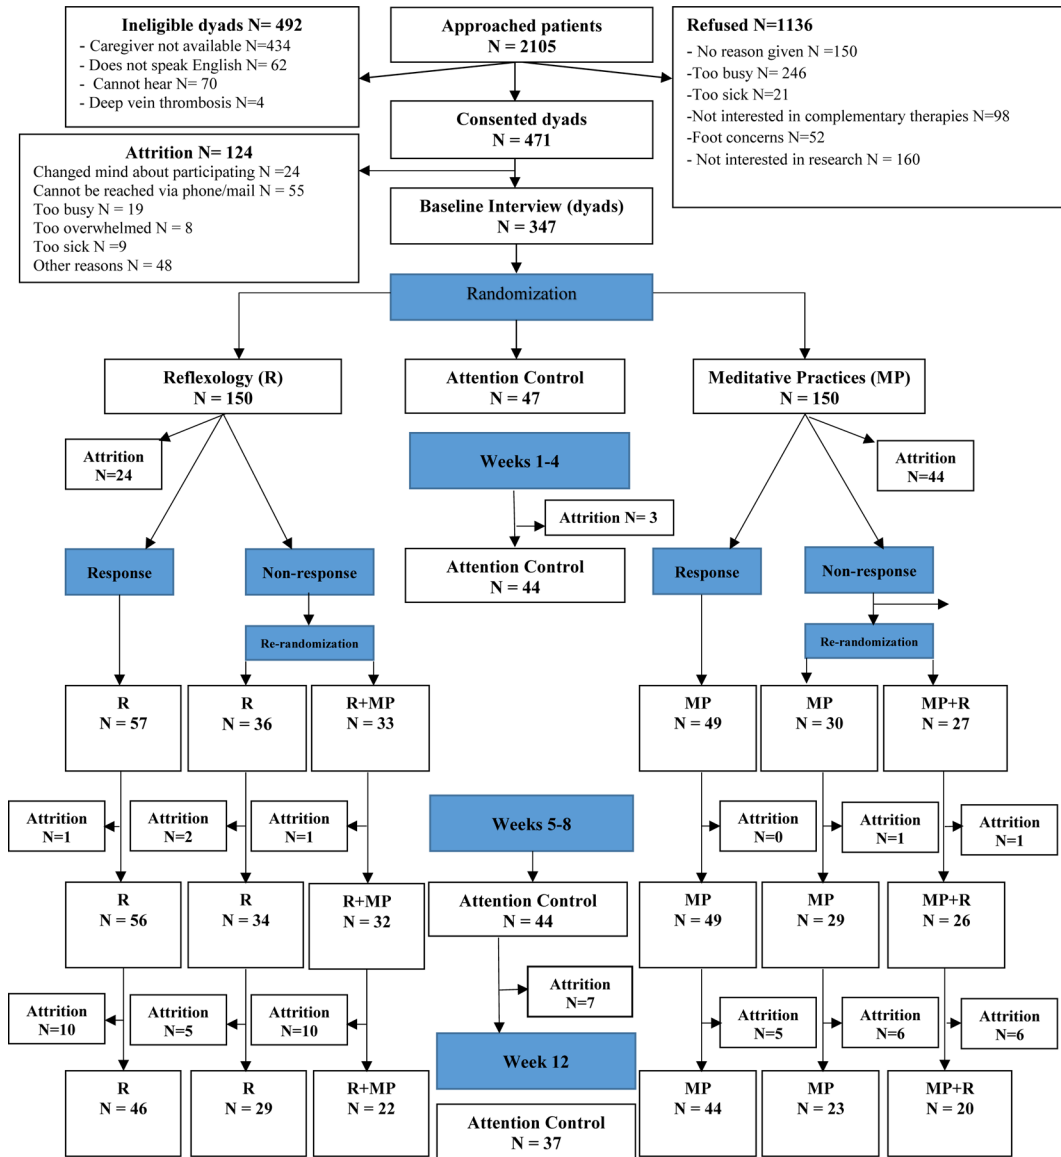 Ineligible dyads N= 492
- Caregiver not available N=434
- Does not speak English N= 62
- Cannot hear N= 70
- Deep vein thrombosis N=4
Approached patients
N = 2105
Refused N=1136
- No reason given N =150
-Too busy N= 246
-Too sick N=21
-Not interested in complementary therapies N=98
-Foot concerns N=52
- Not interested in research N = 160
Consented dyads
N = 471
Attrition N= 124
Changed mind about participating N =24
Cannot be reached via phone/mail N = 55
Too busy N = 19
Too overwhelmed N = 8
Too sick N =9
Other reasons N = 48
Baseline Interview (dyads)
N = 347
Randomization
Reflexology (R)
N = 150
Attention Control
N = 47
Meditative Practices (MP)
N = 150
Attrition
N=24
Weeks 1-4
Attrition
N=44
Attrition N= 3
Response
Non-response
Attention Control
N = 44
Response
Non-response
Re-randomization
Re-randomization
R
N = 57
R
N = 36
R+MP
N = 33
MP
N = 49
MP
N = 30
MP+R
N = 27
Attrition
N=1
Attrition
N=2
Attrition
N=1
Weeks 5-8
Attrition
N=0
Attrition
N=1
Attrition
N=1
R
N = 56
R
N = 34
R+MP
N = 32
Attention Control
N = 44
MP
N = 49
MP
N = 29
MP+R
N = 26
Attrition
N=7
Attrition
N=10
Attrition
N=5
Attrition
N=10
Attrition
N=5
Attrition
N=6
Attrition
N=6
Week 12
R
N = 46
R
N = 29
R+MP
N = 22
MP
N = 44
MP
N = 23
MP+R
N = 20
Attention Control
N = 37